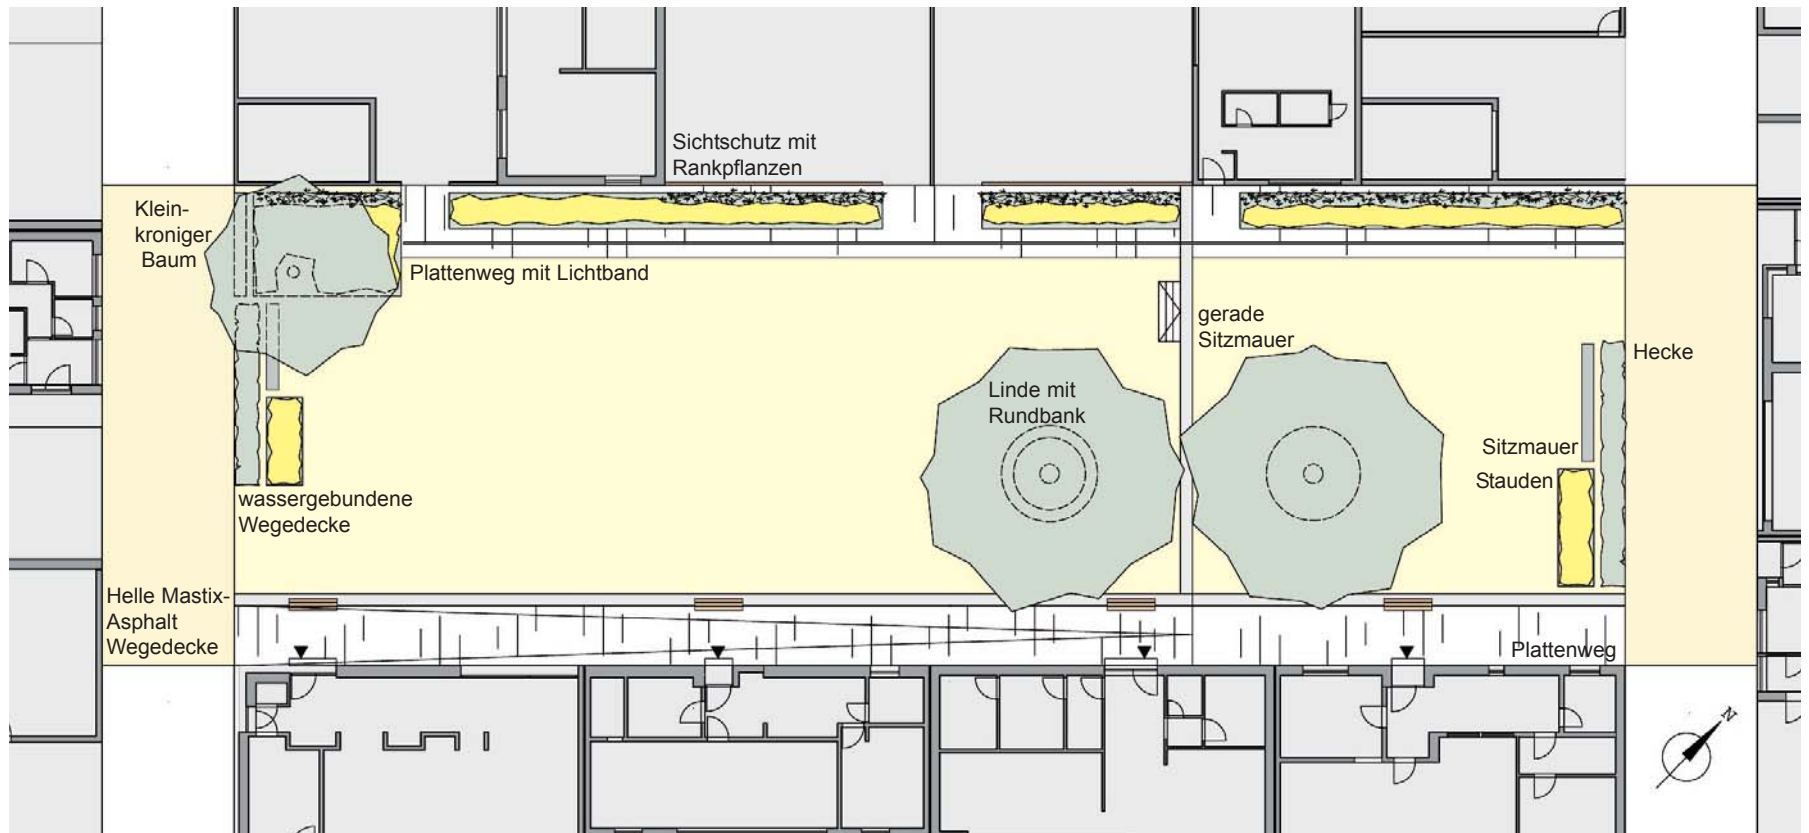 Sichtschutz mit
Rankpflanzen
Klein-
kroniger
Baum
Plattenweg mit Lichtband
gerade
Sitzmauer
Hecke
Linde mit
Rundbank
Sitzmauer
Stauden
wassergebundene
Wegedecke
Helle Mastix-
Asphalt
Wegedecke
Plattenweg
N